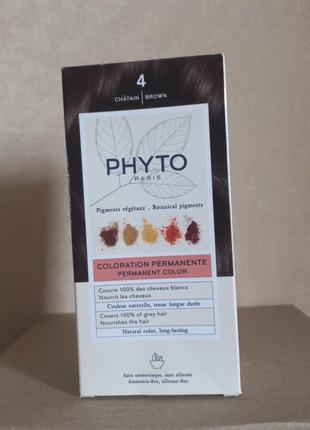 4
CHÂTAIN | BROWN
PHYTO
PARIS
Pigments végétaux . Botanical pigments
COLORATION PERMANENTE
PERMANENT COLOR
Couvre 100% des cheveux blancs
Nourrit les cheveux
Couleur naturelle, tenue longue durée
Covers 100% of grey hair
Nourishes the hair
Natural color, long-lasting
Sans ammoniaque, sans silicone
Ammonia-free, silicone-free